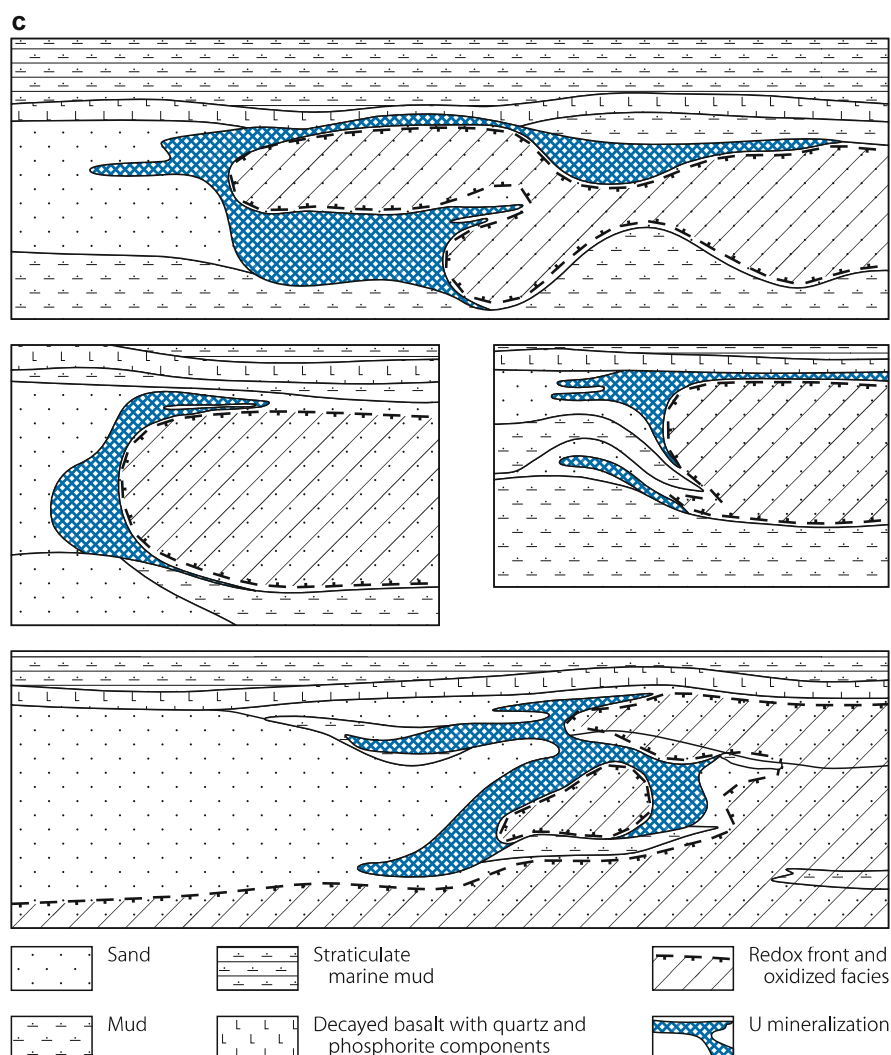 c
Sand
Straticulate
marine mud
Redox front and
oxidized facies
Mud
Decayed basalt with quartz and
phosphorite components
U mineralization